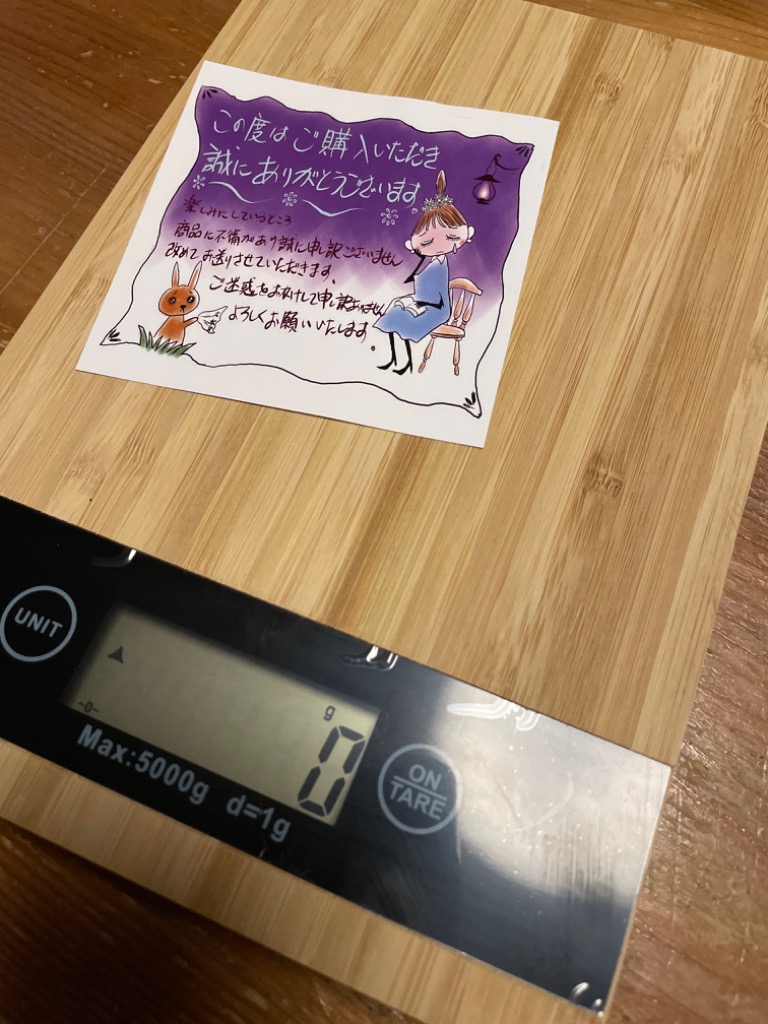 この度はご購入いただき
誠にありがとうございます
楽しみにしているところ
商品に不備があり誠に申し訳ございません
改めてお送りさせていただきます、
ご迷惑をお掛けして申し訳ありません
よろしくお願いいたします。
UNIT
-0-
g
0
Max:5000g d=1g
ON
TARE